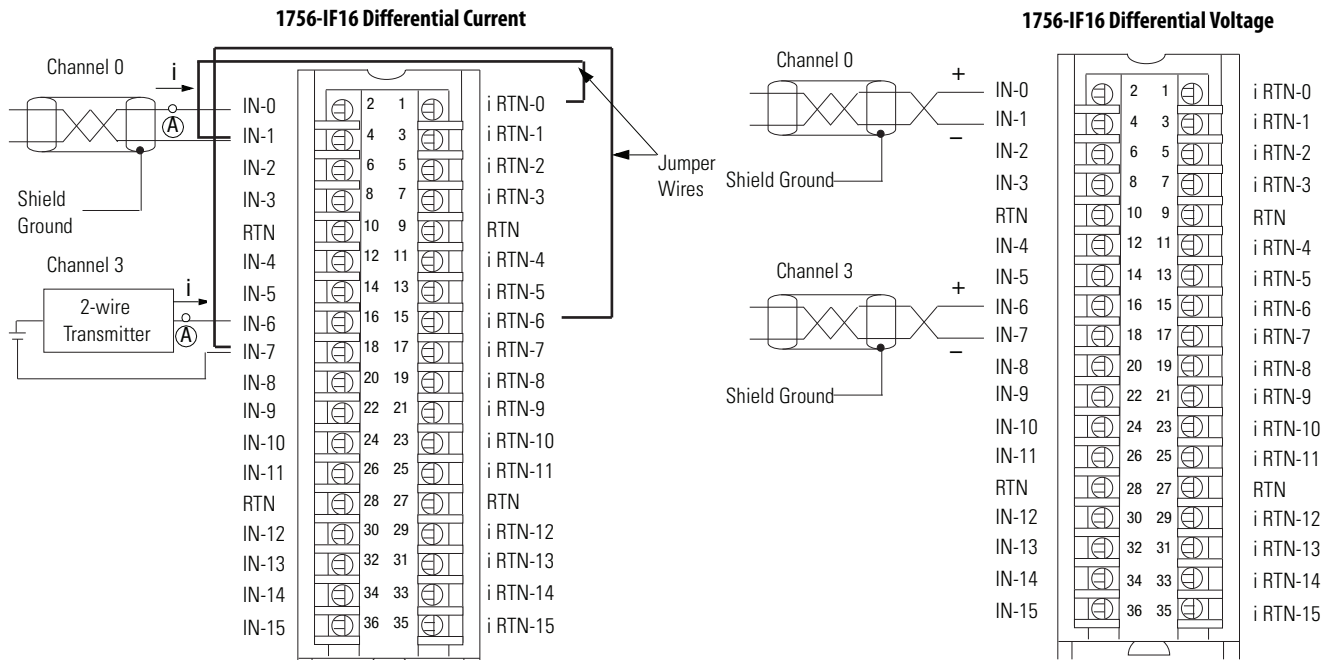 1756-IF16 Differential Current
Channel 0
i
A
Shield
Ground
Channel 3
i
2-wire
Transmitter
A
Jumper
Wires
IN-0 2 1 i RTN-0
IN-1 4 3 i RTN-1
IN-2 6 5 i RTN-2
IN-3 8 7 i RTN-3
RTN 10 9 RTN
IN-4 12 11 i RTN-4
IN-5 14 13 i RTN-5
IN-6 16 15 i RTN-6
IN-7 18 17 i RTN-7
IN-8 20 19 i RTN-8
IN-9 22 21 i RTN-9
IN-10 24 23 i RTN-10
IN-11 26 25 i RTN-11
RTN 28 27 RTN
IN-12 30 29 i RTN-12
IN-13 32 31 i RTN-13
IN-14 34 33 i RTN-14
IN-15 36 35 i RTN-15
1756-IF16 Differential Voltage
Channel 0
+
–
Shield Ground
Channel 3
+
–
Shield Ground
IN-0 2 1 i RTN-0
IN-1 4 3 i RTN-1
IN-2 6 5 i RTN-2
IN-3 8 7 i RTN-3
RTN 10 9 RTN
IN-4 12 11 i RTN-4
IN-5 14 13 i RTN-5
IN-6 16 15 i RTN-6
IN-7 18 17 i RTN-7
IN-8 20 19 i RTN-8
IN-9 22 21 i RTN-9
IN-10 24 23 i RTN-10
IN-11 26 25 i RTN-11
RTN 28 27 RTN
IN-12 30 29 i RTN-12
IN-13 32 31 i RTN-13
IN-14 34 33 i RTN-14
IN-15 36 35 i RTN-15